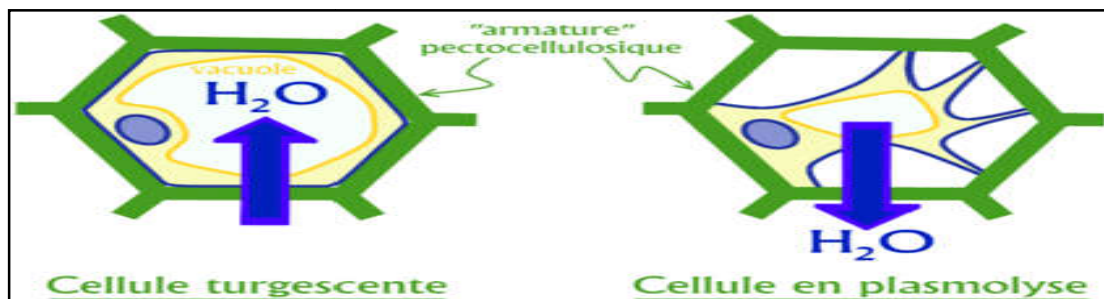 "armature"
pectocellulosique
vacuole
H₂O
H₂O
Cellule turgescente
Cellule en plasmolyse